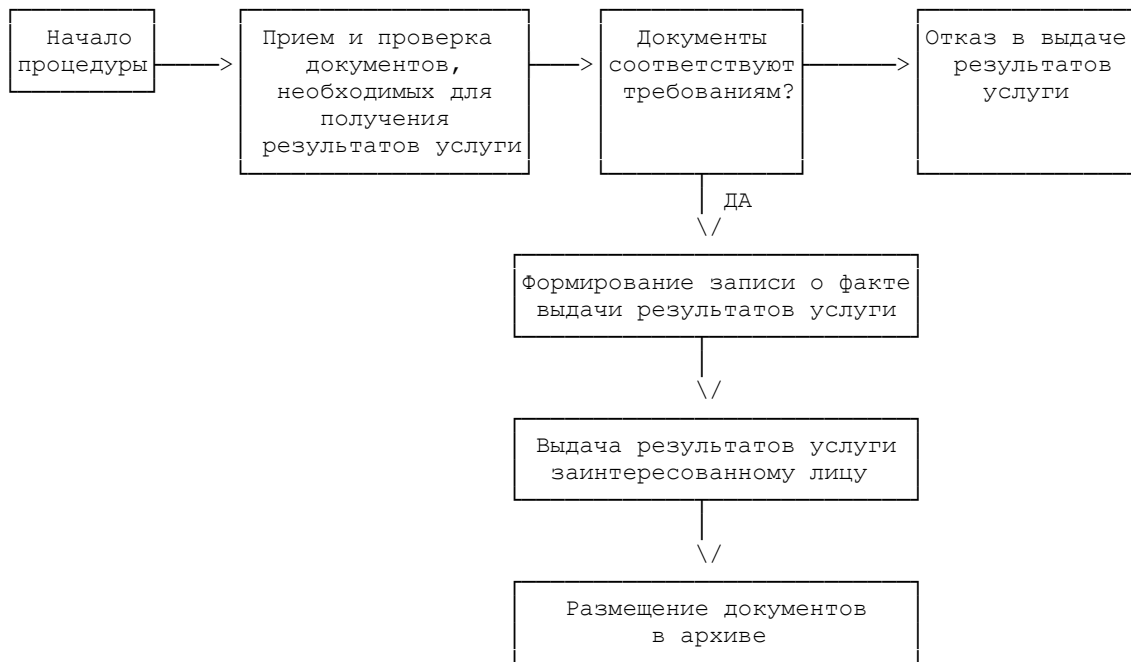 Начало
процедуры
Прием и проверка
документов,
необходимых для
получения
результатов услуги
Документы
соответствуют
требованиям?
Отказ в выдаче
результатов
услуги
ДА
Формирование записи о факте
выдачи результатов услуги
Выдача результатов услуги
заинтересованному лицу
Размещение документов
в архиве